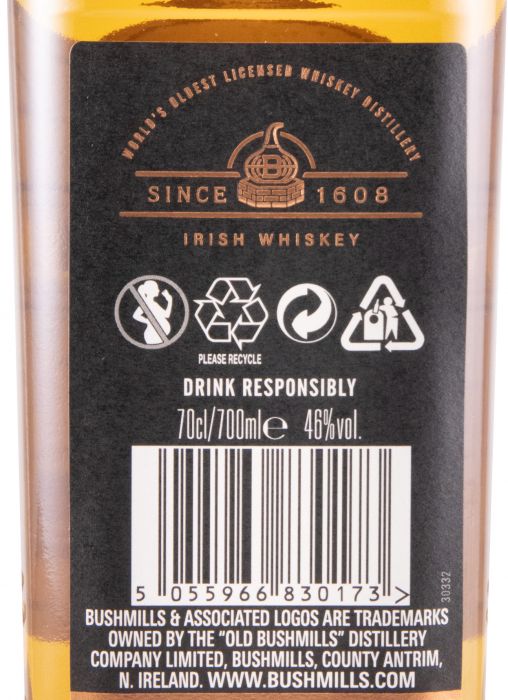 WORLD'S OLDEST LICENSED WHISKEY DISTILLERY
B
SINCE 1608
IRISH WHISKEY
PLEASE RECYCLE
DRINK RESPONSIBLY
70cl/700ml℮ 46%vol.
5 055966 830173 >
30332
BUSHMILLS & ASSOCIATED LOGOS ARE TRADEMARKS
OWNED BY THE "OLD BUSHMILLS" DISTILLERY
COMPANY LIMITED, BUSHMILLS, COUNTY ANTRIM,
N. IRELAND. WWW.BUSHMILLS.COM